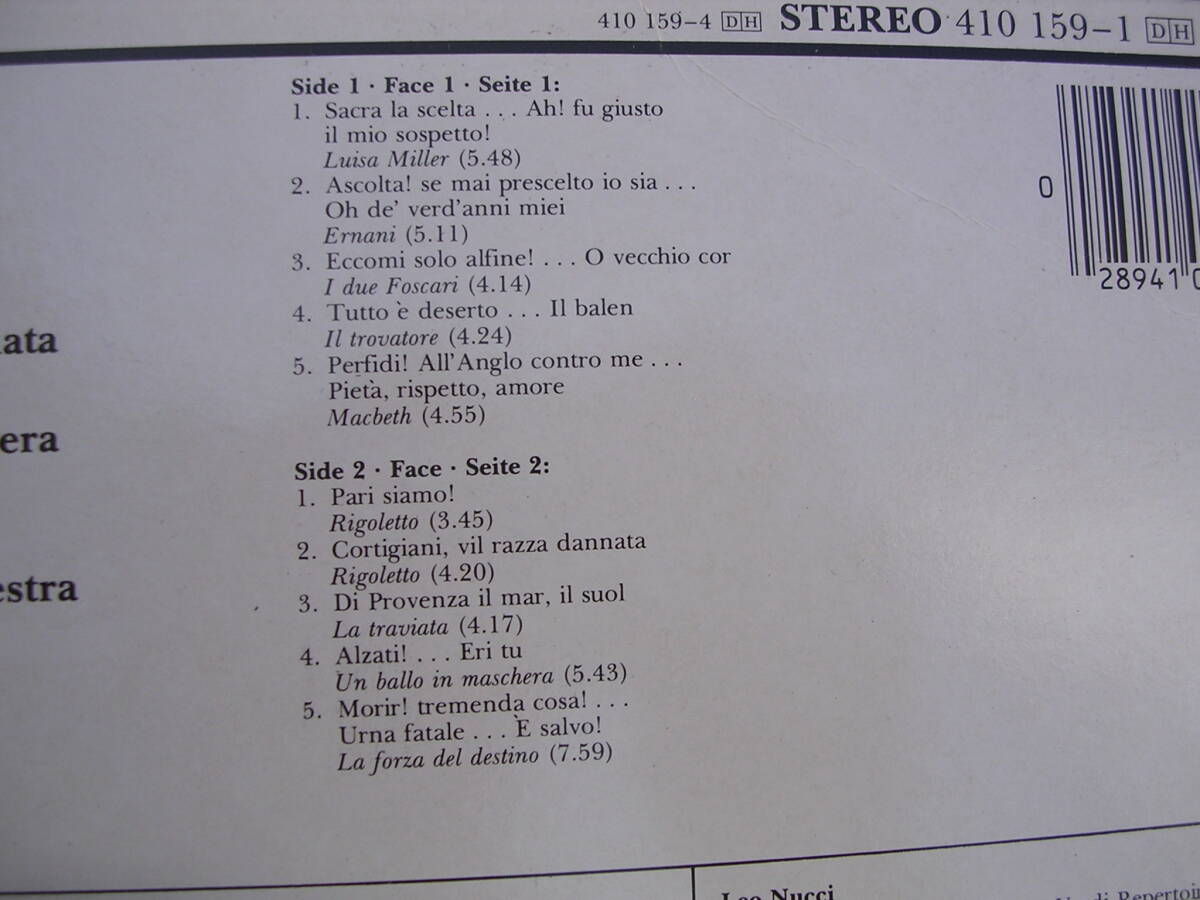 410 159-4 DH STEREO 410 159-1 DH
Side 1 · Face 1 · Seite 1:
1. Sacra la scelta . . . Ah! fu giusto
il mio sospetto!
Luisa Miller (5.48)
2. Ascolta! se mai prescelto io sia . . .
Oh de' verd'anni miei
Ernani (5.11)
3. Eccomi solo alfine! . . . O vecchio cor
I due Foscari (4.14)
4. Tutto è deserto . . . Il balen
Il trovatore (4.24)
5. Perfidi! All'Anglo contro me . . .
Pietà, rispetto, amore
Macbeth (4.55)
Side 2 · Face · Seite 2:
1. Pari siamo!
Rigoletto (3.45)
2. Cortigiani, vil razza dannata
Rigoletto (4.20)
3. Di Provenza il mar, il suol
La traviata (4.17)
4. Alzati! . . . Eri tu
Un ballo in maschera (5.43)
5. Morir! tremenda cosa! . . .
Urna fatale . . . È salvo!
La forza del destino (7.59)
0
28941 0
ata
era
estra
Leo Nucci
di Repertoir